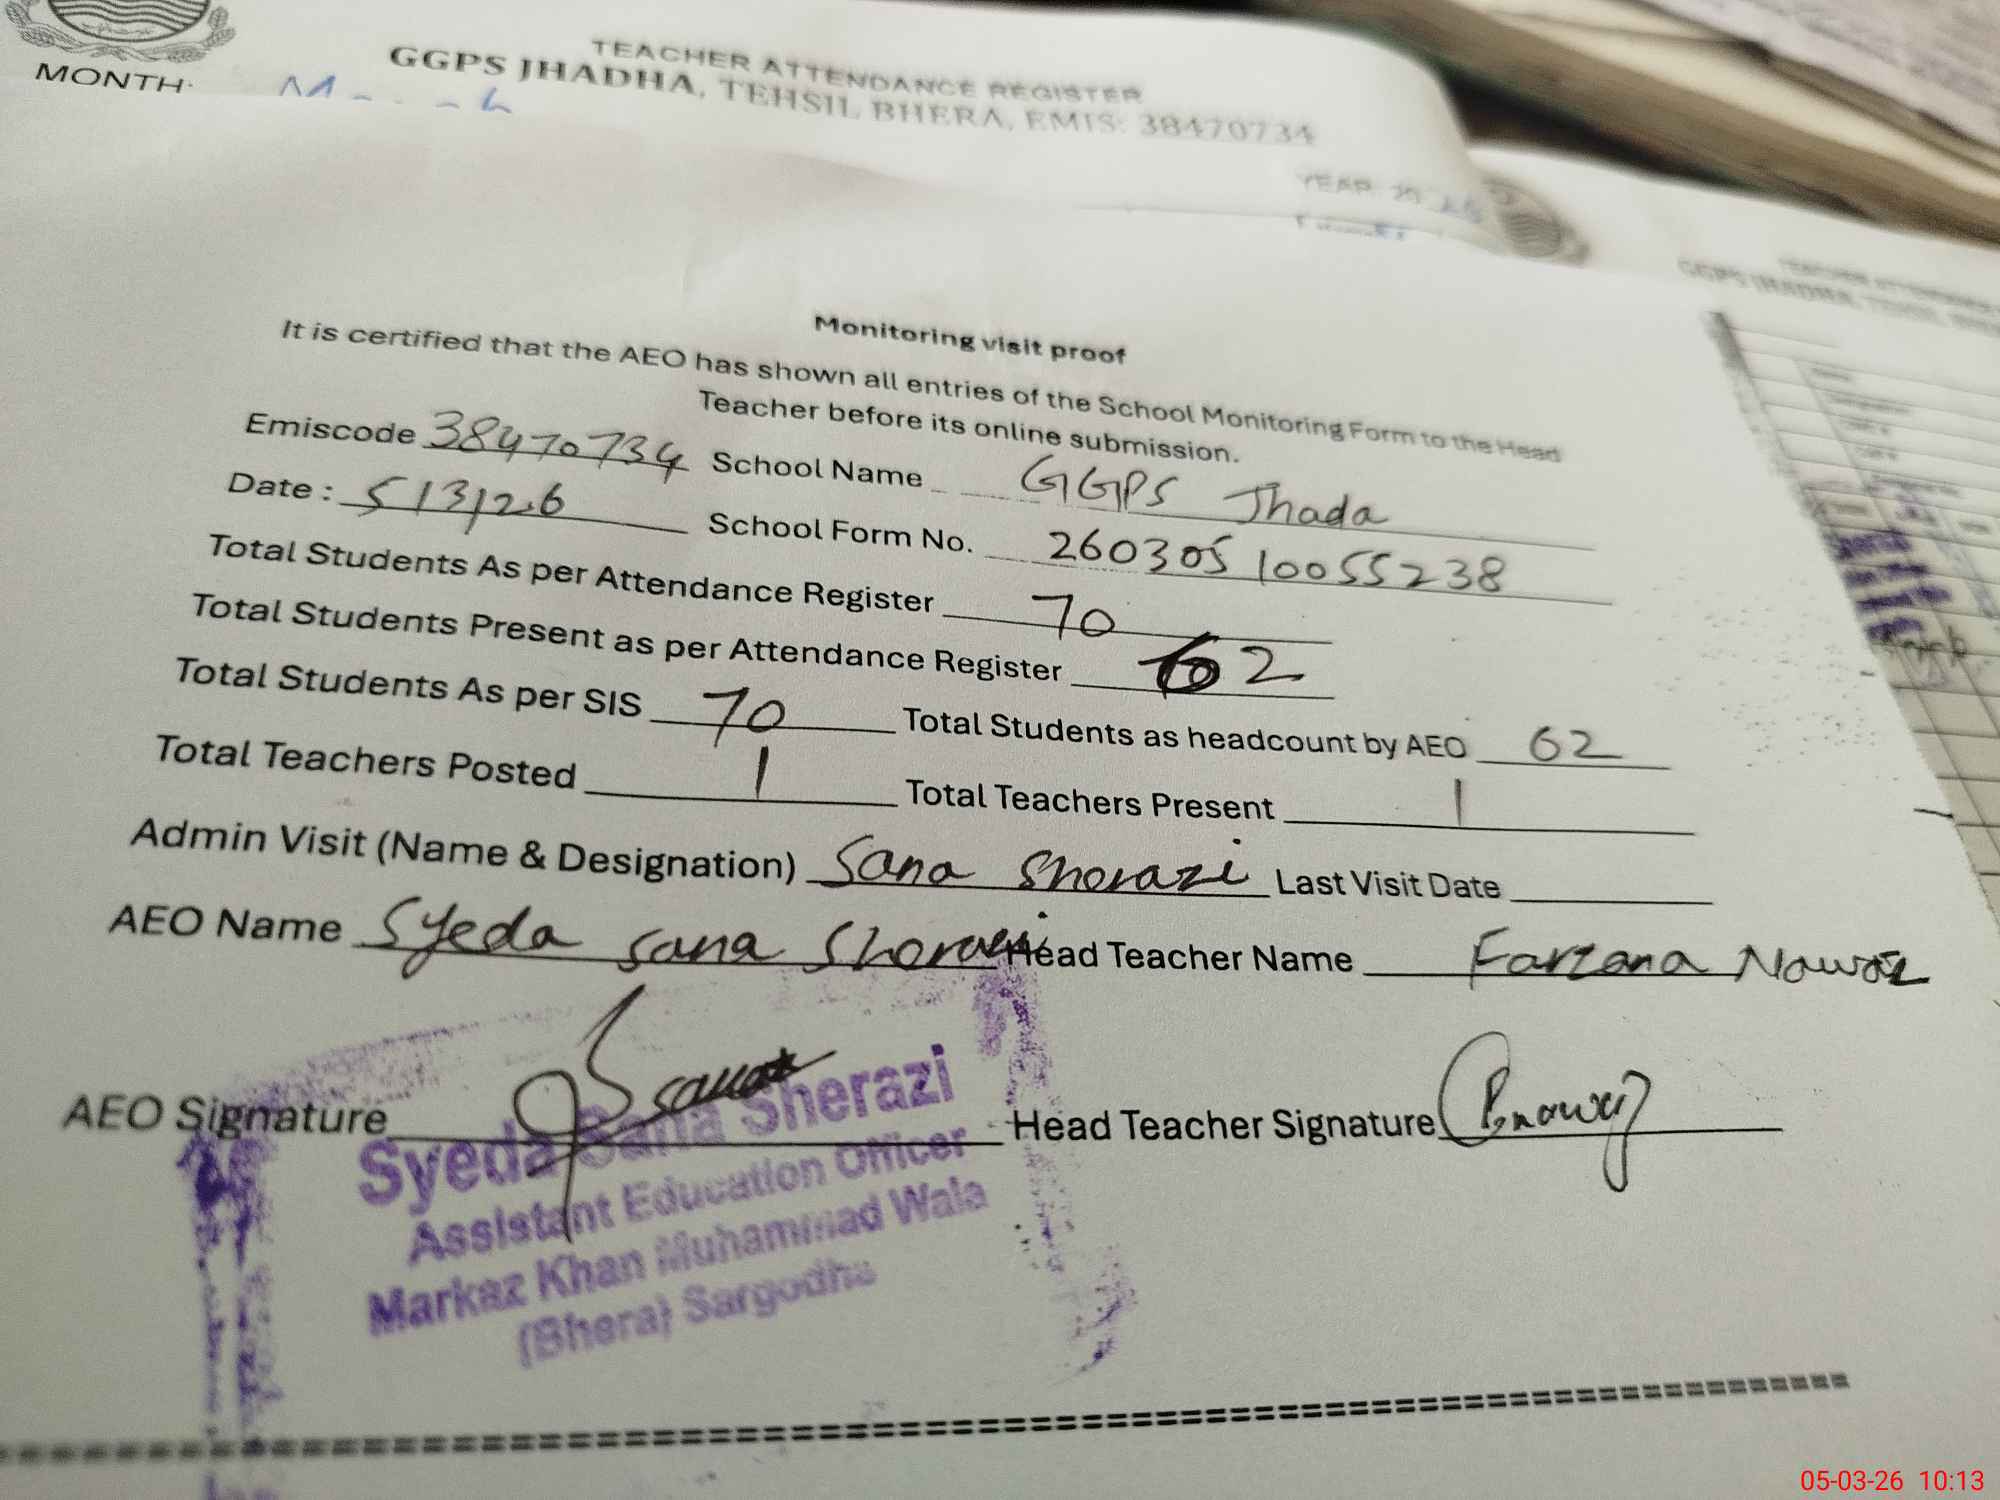 TEACHER ATTENDANCE REGISTER
GGPS JHADHA, TEHSIL BHERA, EMIS: 38470734
MONTH:
YEAR 20
Monitoring visit proof
It is certified that the AEO has shown all entries of the School Monitoring Form to the Head
Teacher before its online submission.
Emiscode 38470734 School Name GGPS Jhada
Date : 5/3/26 School Form No. 26030510055238
Total Students As per Attendance Register 70
Total Students Present as per Attendance Register 62
Total Students As per SIS 70 Total Students as headcount by AEO 62
Total Teachers Posted 1 Total Teachers Present 1
Admin Visit (Name & Designation) Sana Sherazi Last Visit Date
AEO Name Syeda Sana Sherazi Head Teacher Name Farzana Nawaz
AEO Signature Head Teacher Signature
Syeda Sana Sherazi
Assistant Education Officer
Markaz Khan Muhammad Wala
(Bhera) Sargodha
05-03-26 10:13